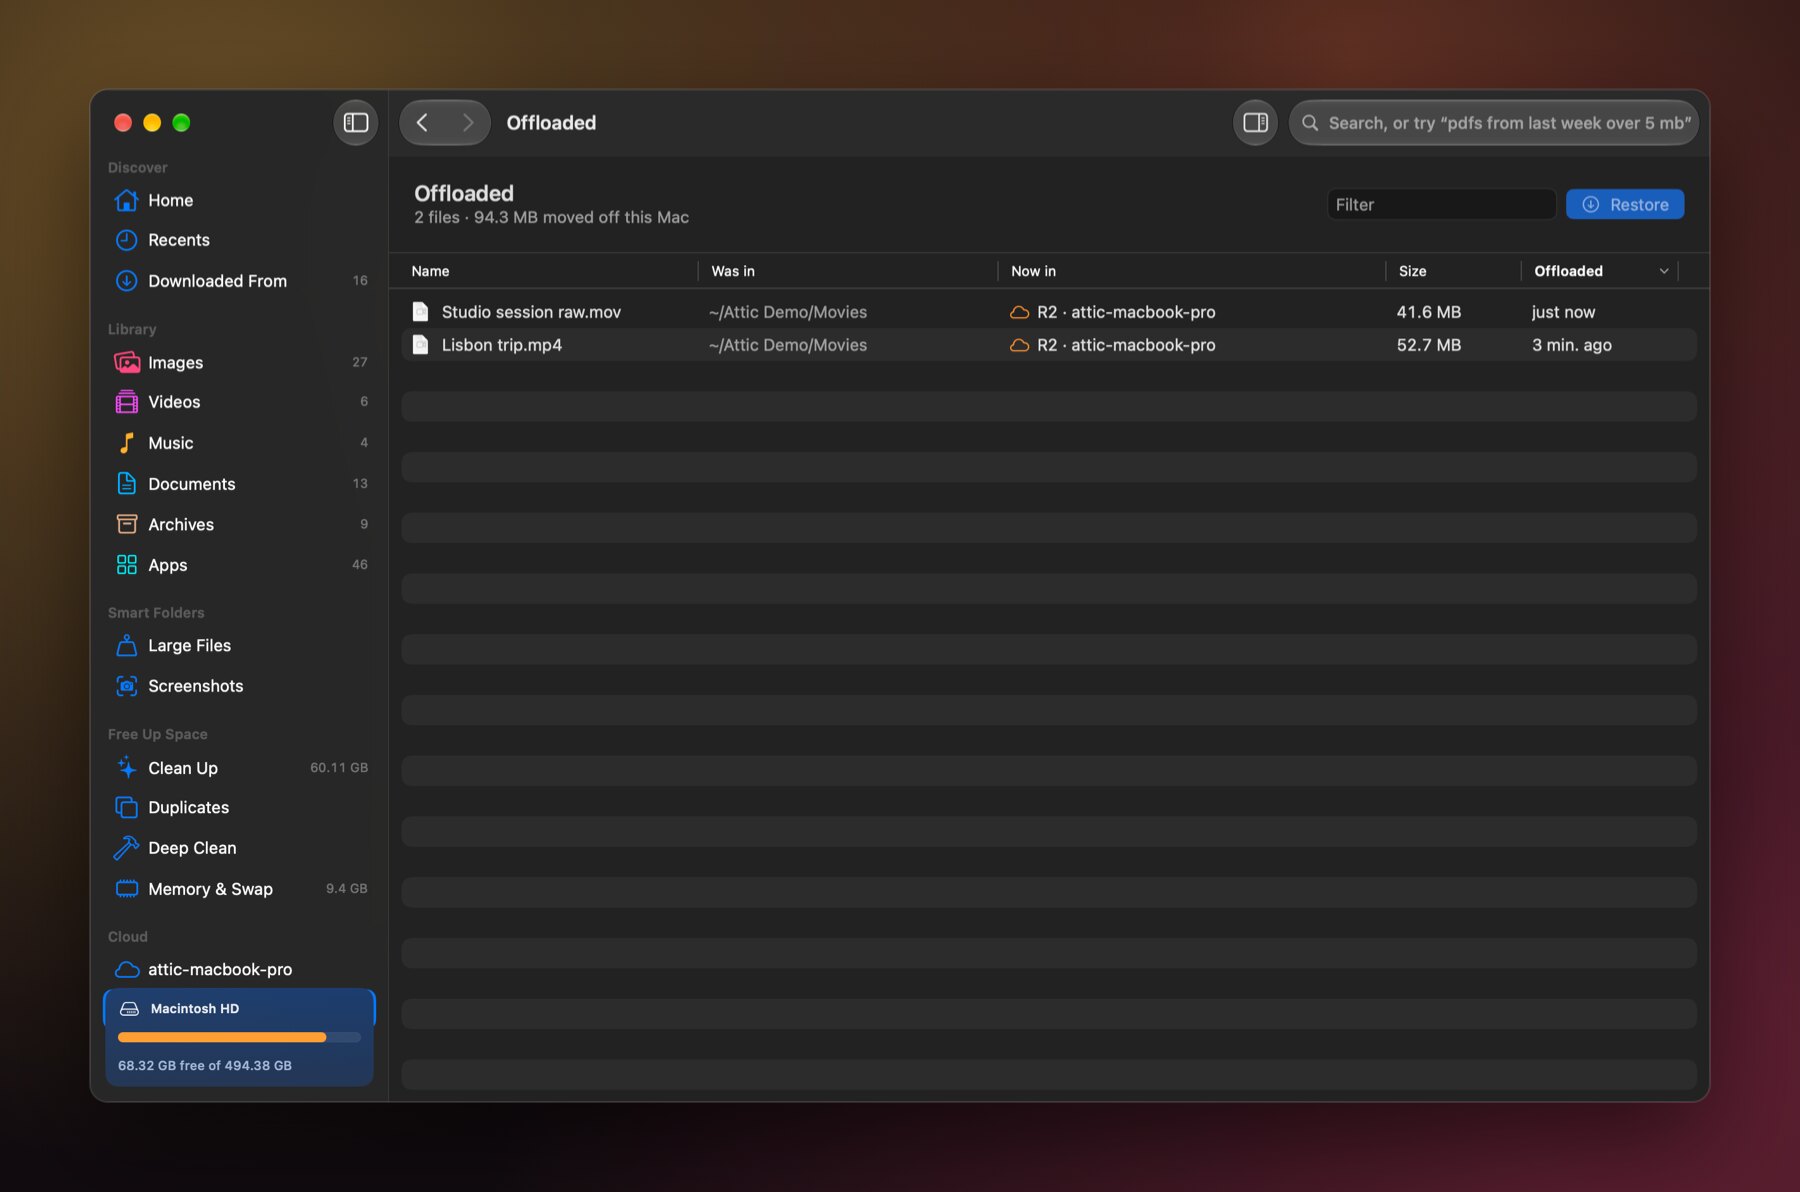 Offloaded
Search, or try “pdfs from last week over 5 mb”
Discover
Home
Recents
Downloaded From 16
Library
Images 27
Videos 6
Music 4
Documents 13
Archives 9
Apps 46
Smart Folders
Large Files
Screenshots
Free Up Space
Clean Up 60.11 GB
Duplicates
Deep Clean
Memory & Swap 9.4 GB
Cloud
attic-macbook-pro
Macintosh HD
68.32 GB free of 494.38 GB
Offloaded
2 files · 94.3 MB moved off this Mac
Filter
Restore
Name Was in Now in Size Offloaded
Studio session raw.mov ~/Attic Demo/Movies R2 · attic-macbook-pro 41.6 MB just now
Lisbon trip.mp4 ~/Attic Demo/Movies R2 · attic-macbook-pro 52.7 MB 3 min. ago